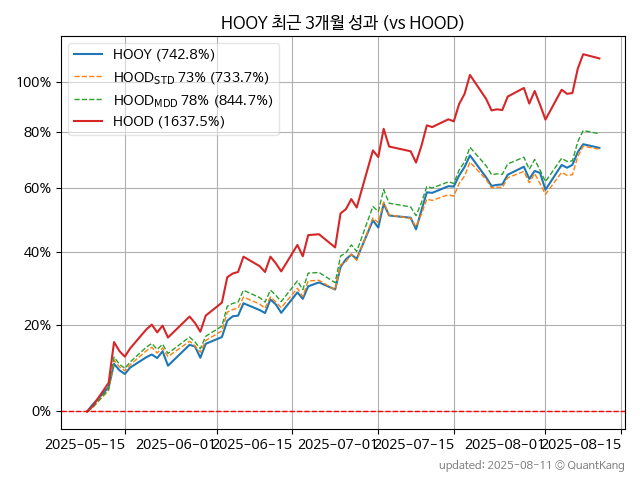 HOOY 최근 3개월 성과 (vs HOOD)
HOOY (742.8%)
HOOD_STD 73% (733.7%)
HOOD_MDD 78% (844.7%)
HOOD (1637.5%)
100%
80%
60%
40%
20%
0%
2025-05-15 2025-06-01 2025-06-15 2025-07-01 2025-07-15 2025-08-01 2025-08-15
updated: 2025-08-11 © QuantKang